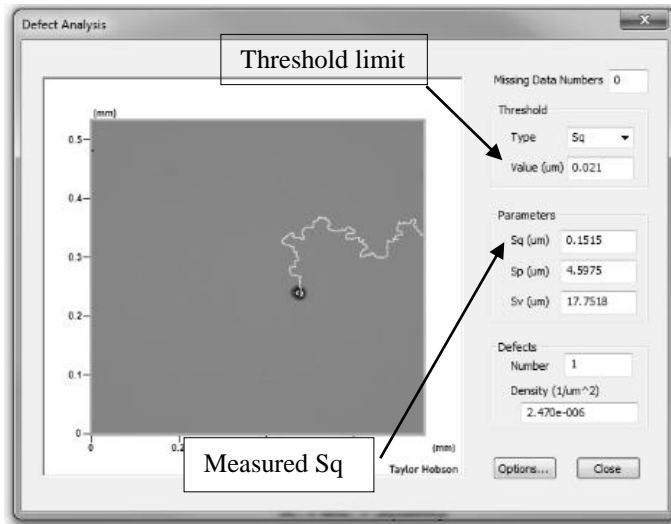 Defect Analysis
Threshold limit
Missing Data Numbers 0
Threshold
Type Sq
Value (um) 0.021
Parameters
Sq (um) 0.1515
Sp (um) 4.5975
Sv (um) 17.7518
Defects
Number 1
Density (1/um^2)
2.470e-006
Options... Close
(mm)
0.5
0.4
0.3
0.2
0.1
0
0 0.2 (mm)
Measured Sq
Taylor Hobson